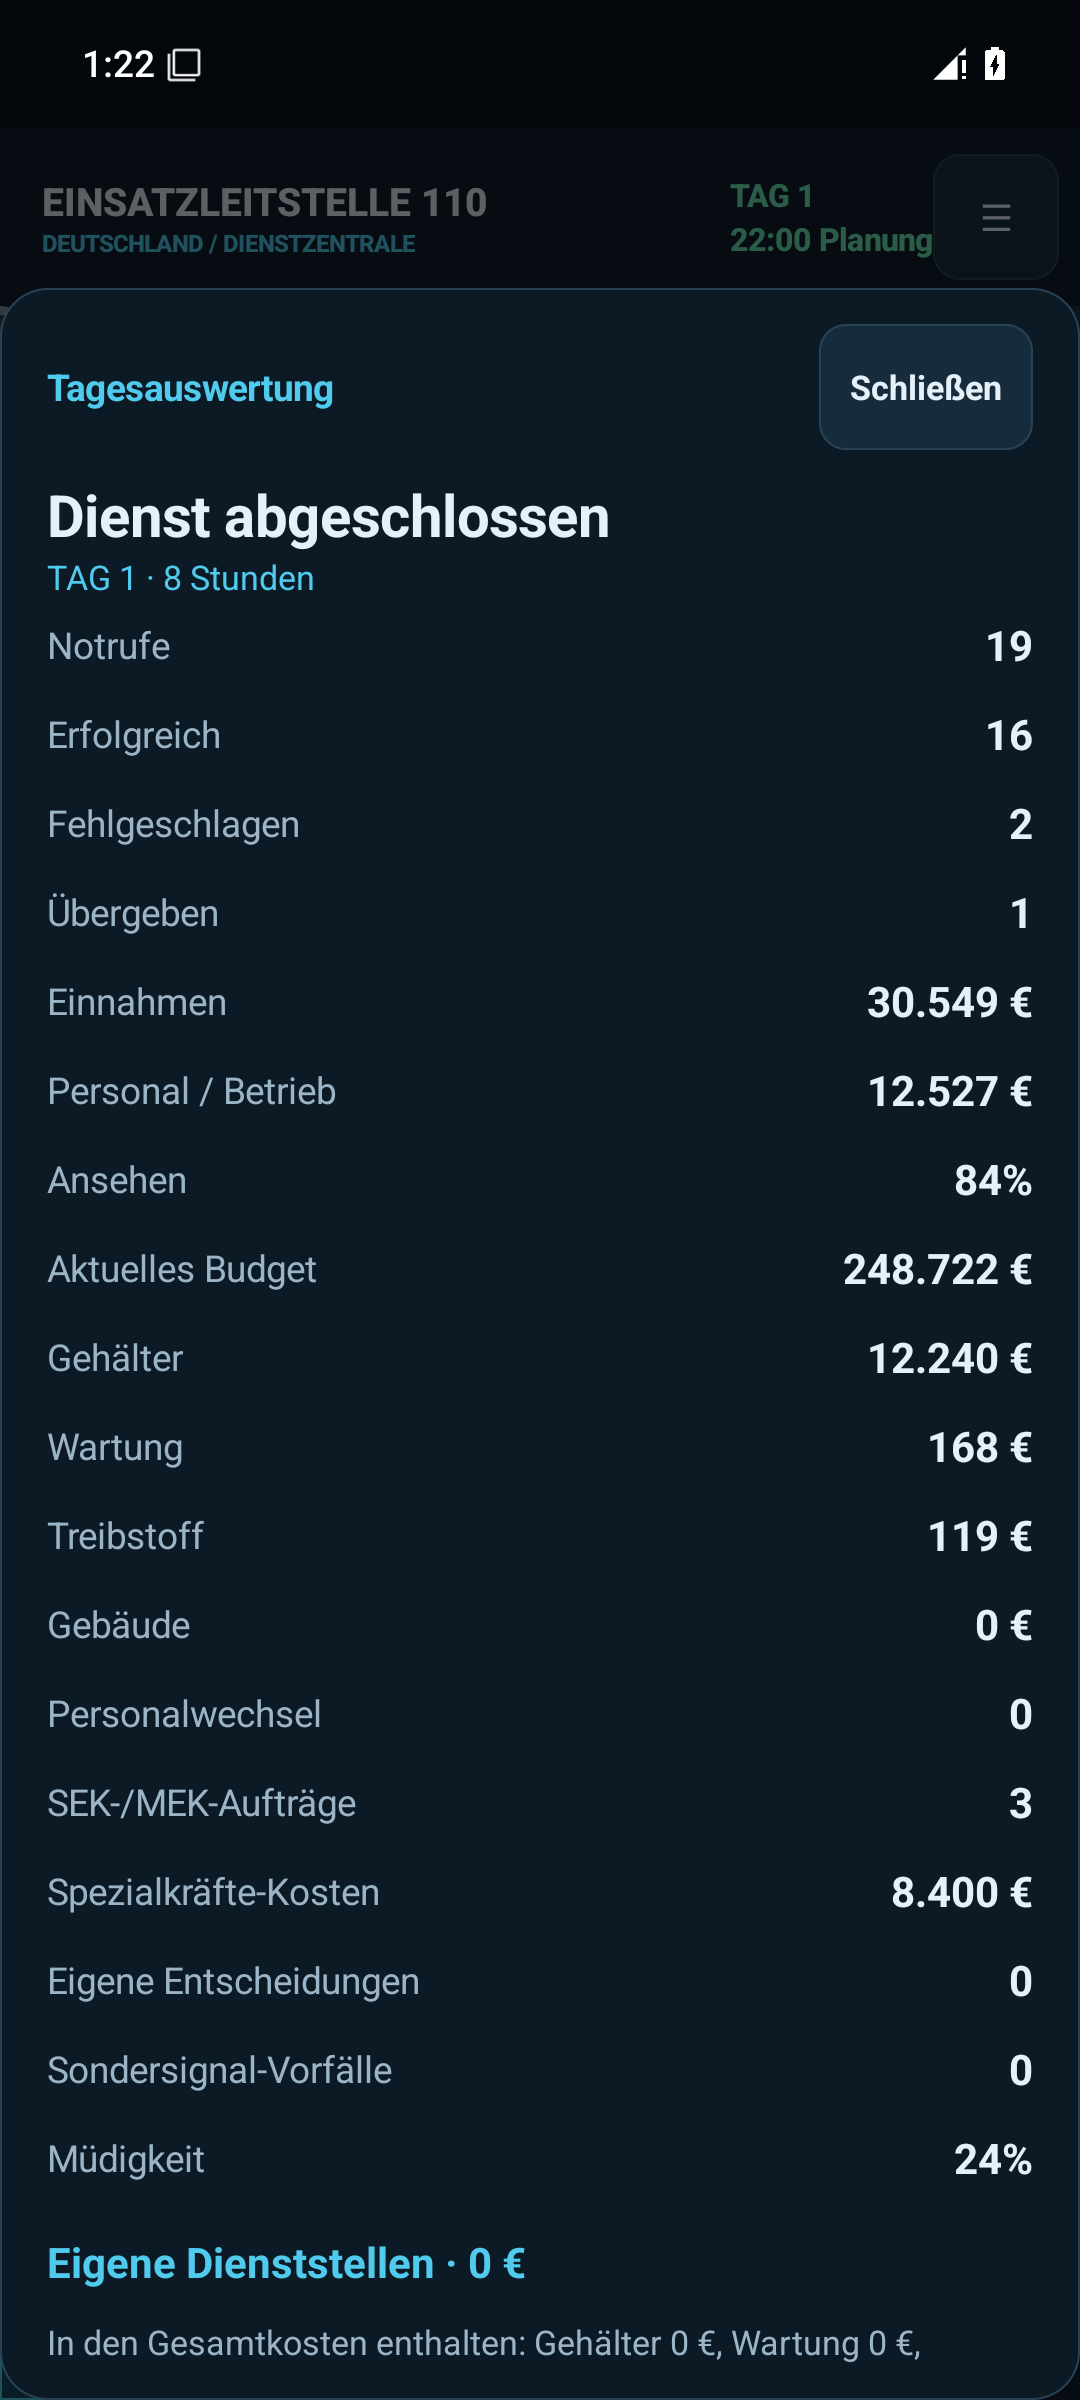 1:22
EINSATZLEITSTELLE 110
DEUTSCHLAND / DIENSTZENTRALE
TAG 1
22:00 Planung
Tagesauswertung
Schließen
Dienst abgeschlossen
TAG 1 · 8 Stunden
Notrufe 19
Erfolgreich 16
Fehlgeschlagen 2
Übergeben 1
Einnahmen 30.549 €
Personal / Betrieb 12.527 €
Ansehen 84%
Aktuelles Budget 248.722 €
Gehälter 12.240 €
Wartung 168 €
Treibstoff 119 €
Gebäude 0 €
Personalwechsel 0
SEK-/MEK-Aufträge 3
Spezialkräfte-Kosten 8.400 €
Eigene Entscheidungen 0
Sondersignal-Vorfälle 0
Müdigkeit 24%
Eigene Dienststellen · 0 €
In den Gesamtkosten enthalten: Gehälter 0 €, Wartung 0 €,